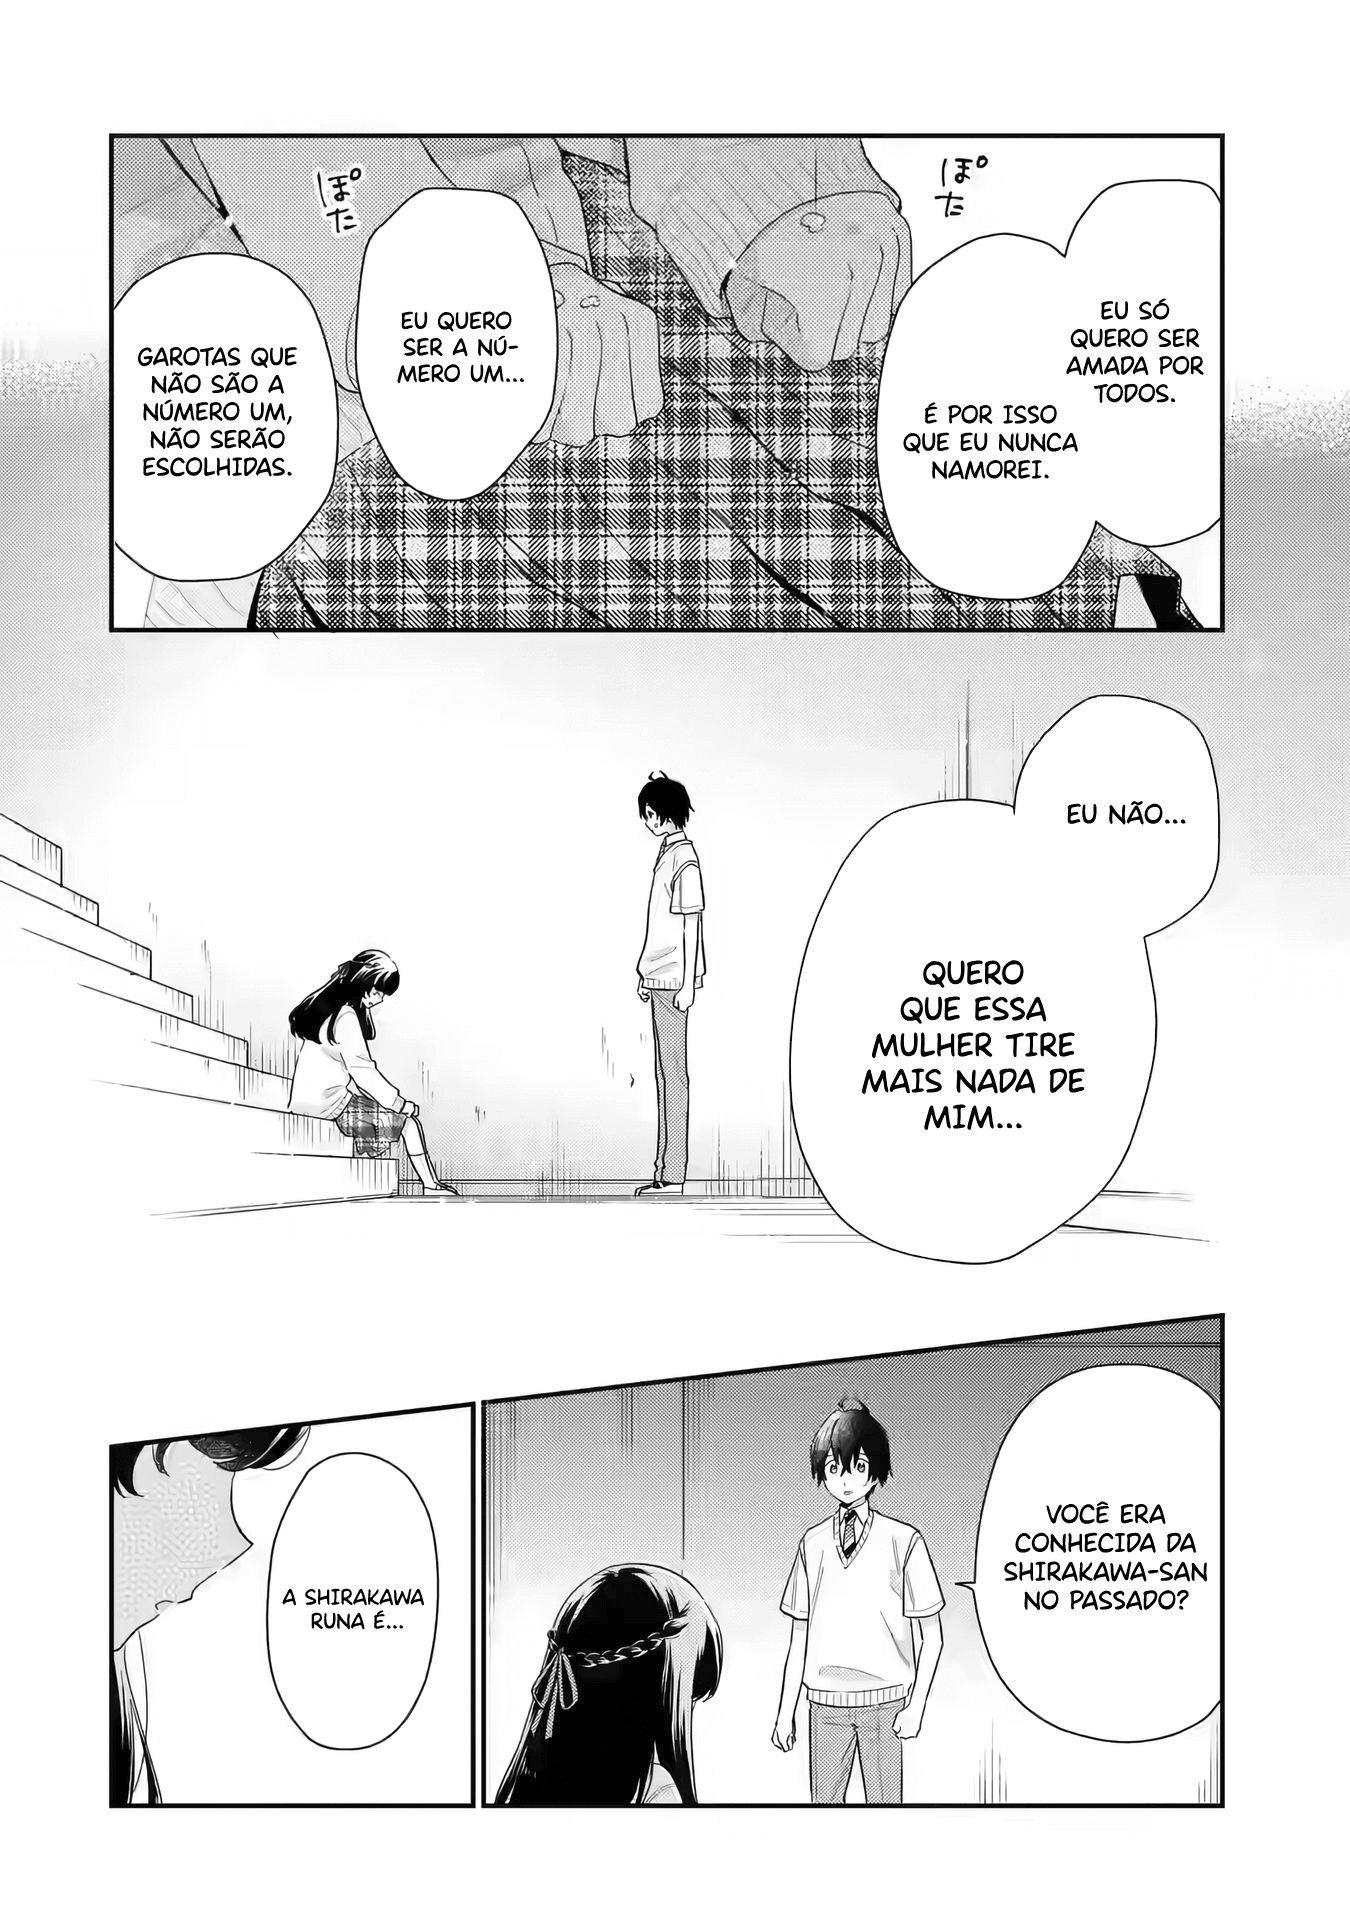 EU SÓ
QUERO SER
AMADA POR
TODOS.
É POR ISSO
QUE EU NUNCA
NAMOREI.
ぽた
EU QUERO
SER A NÚ-
MERO UM...
ぽた
GAROTAS QUE
NÃO SÃO A
NÚMERO UM,
NÃO SERÃO
ESCOLHIDAS.
EU NÃO...
QUERO
QUE ESSA
MULHER TIRE
MAIS NADA DE
MIM...
VOCÊ ERA
CONHECIDA DA
SHIRAKAWA-SAN
NO PASSADO?
A SHIRAKAWA
RUNA É...